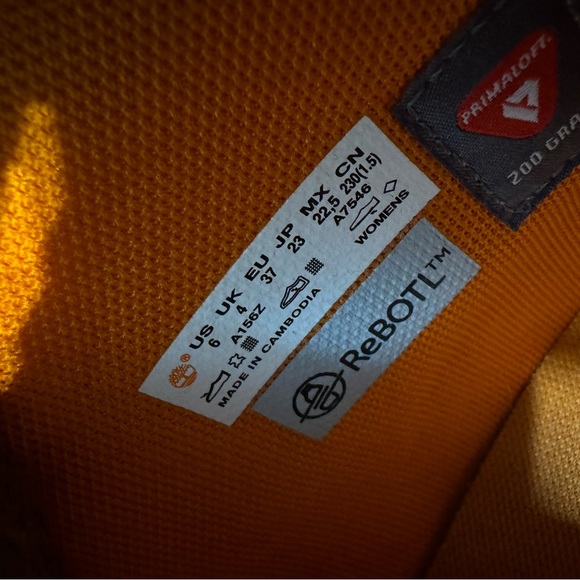 PRIMALOFT®
200 GRA
US UK EU JP MX CN
6 4 37 23 22,5 230(1.5)
A156Z A7546
WOMENS
MADE IN CAMBODIA
ReBOTL™